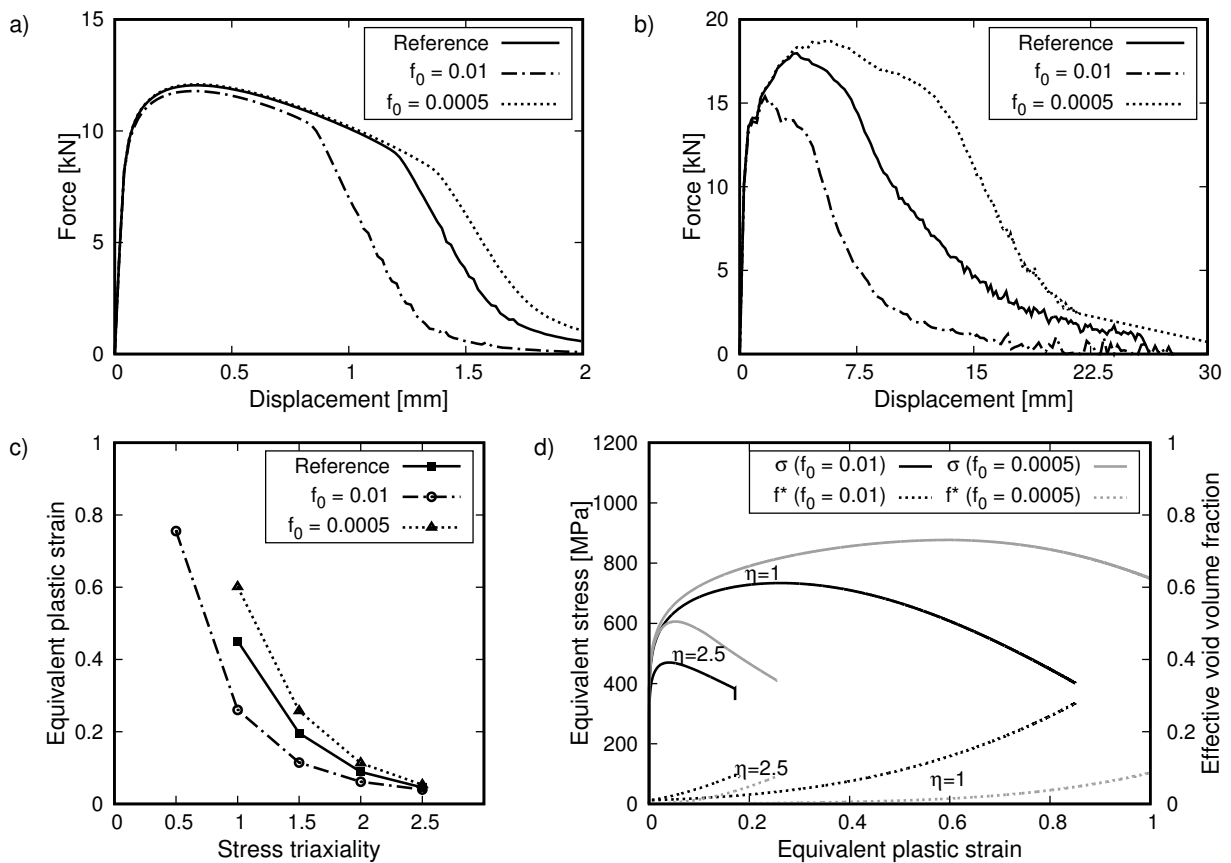 a)
15
10
5
0
Force [kN]
0 0.5 1 1.5 2
Displacement [mm]
Reference
f0 = 0.01
f0 = 0.0005
b)
20
15
10
5
0
Force [kN]
0 7.5 15 22.5 30
Displacement [mm]
Reference
f0 = 0.01
f0 = 0.0005
c)
1
0.8
0.6
0.4
0.2
0
Equivalent plastic strain
0 0.5 1.0 1.5 2.0 2.5
Stress triaxiality
Reference
f0 = 0.01
f0 = 0.0005
d)
1200
1000
800
600
400
200
0
Equivalent stress [MPa]
σ (f0 = 0.01) σ (f0 = 0.0005)
f* (f0 = 0.01) f* (f0 = 0.0005)
η=1
η=2.5
η=2.5
η=1
0 0.2 0.4 0.6 0.8 1
Equivalent plastic strain
1
0.8
0.6
0.4
0.2
0
Effective void volume fraction